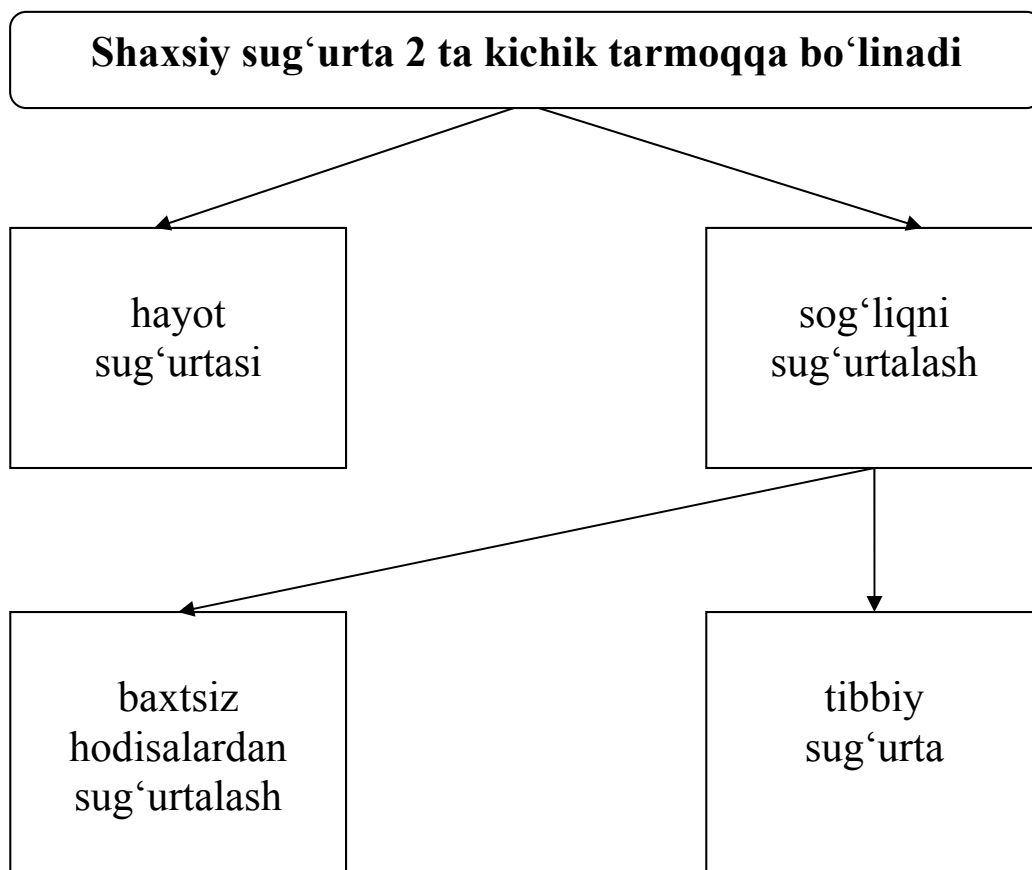 Shaxsiy sug‘urta 2 ta kichik tarmoqqa bo‘linadi
hayot
sug‘urtasi
sog‘liqni
sug‘urtalash
baxtsiz
hodisalardan
sug‘urtalash
tibbiy
sug‘urta